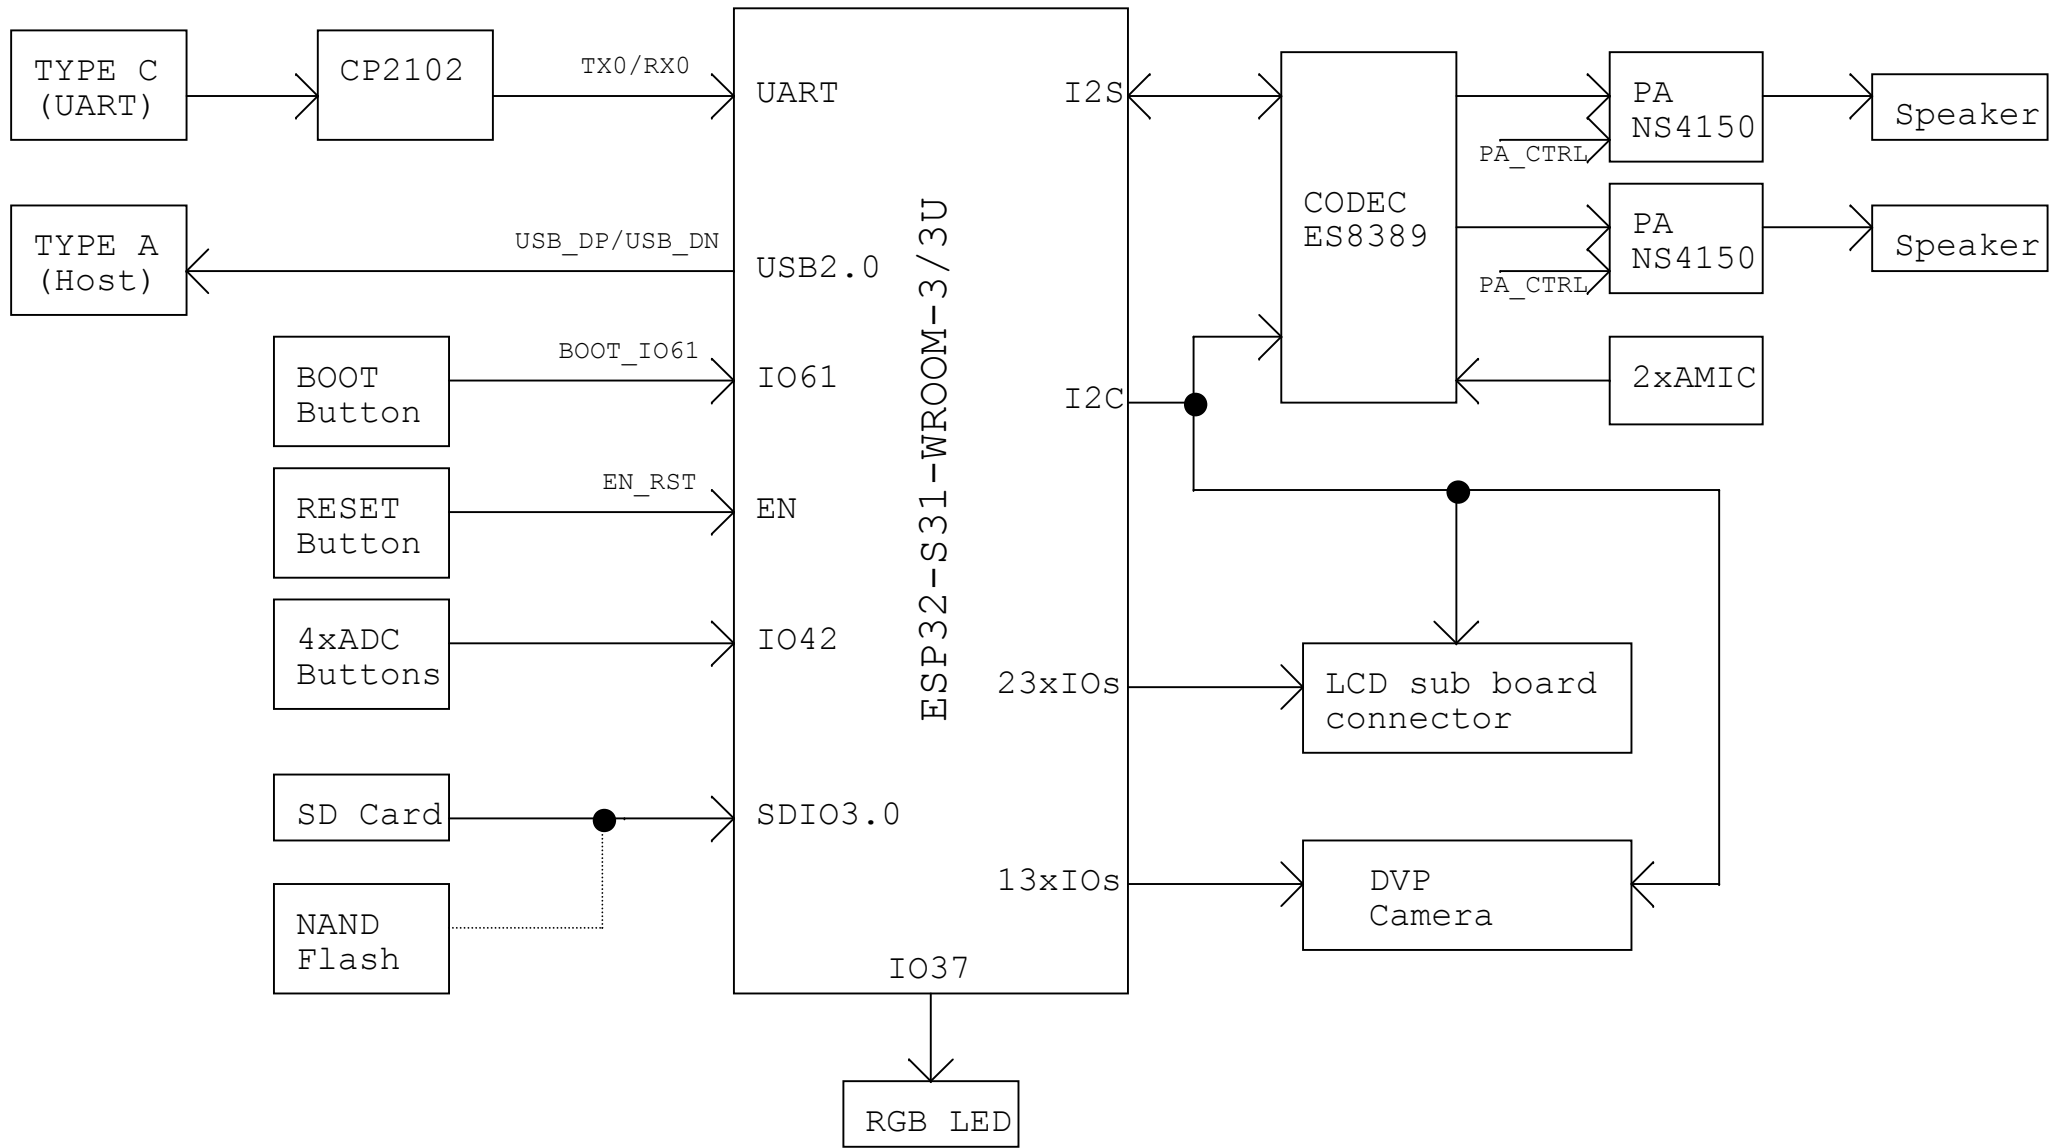 TYPE C
(UART)
CP2102
TX0/RX0
UART
I2S
PA
NS4150
Speaker
PA_CTRL
TYPE A
(Host)
USB_DP/USB_DN
USB2.0
CODEC
ES8389
PA
NS4150
Speaker
PA_CTRL
BOOT
Button
BOOT_IO61
IO61
I2C
2xAMIC
RESET
Button
EN_RST
EN
ESP32-S31-WROOM-3/3U
4xADC
Buttons
IO42
23xIOs
LCD sub board
connector
SD Card
SDIO3.0
13xIOs
DVP
Camera
NAND
Flash
IO37
RGB LED